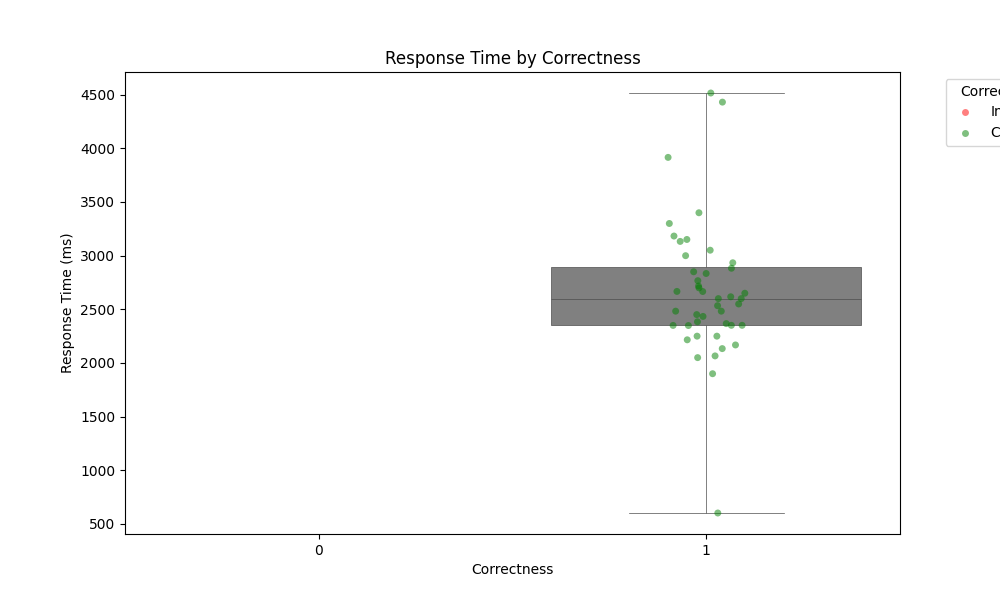 Response Time by Correctness
4500
4000
3500
3000
2500
2000
1500
1000
500
Response Time (ms)
0
1
Correctness
Correc
In
C